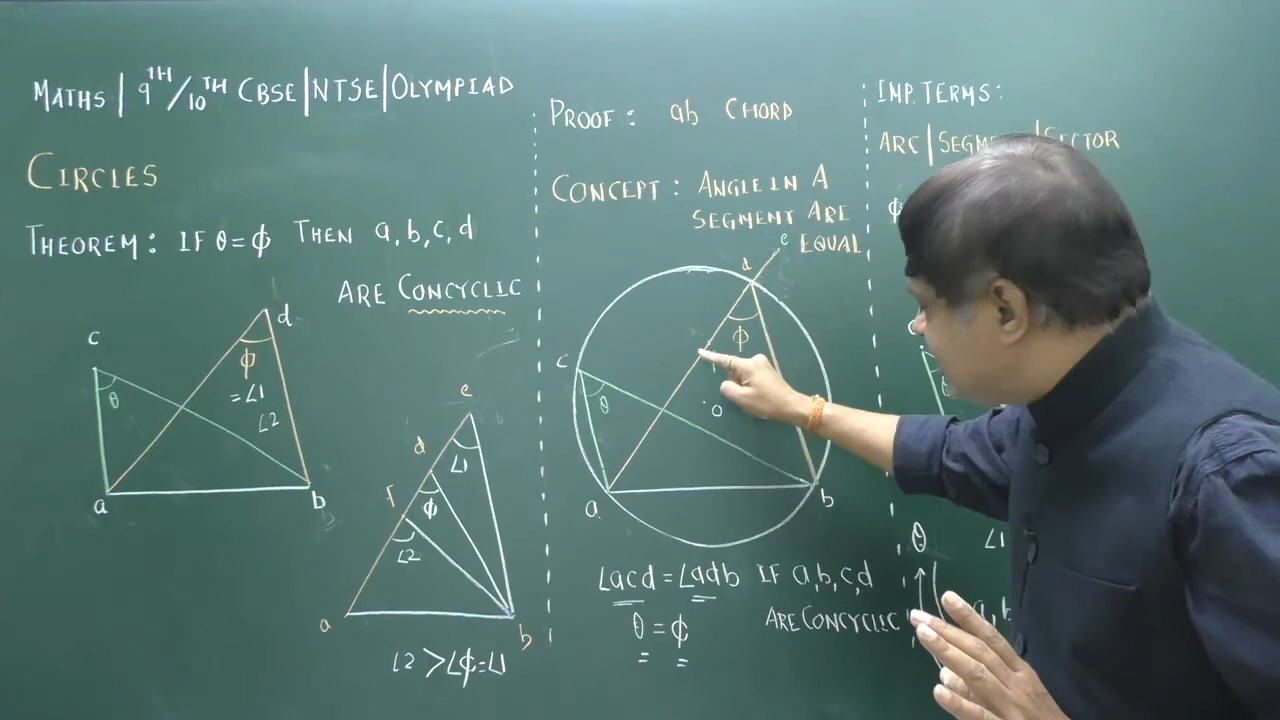 MATHS | 9TH/10TH CBSE|NTSE|OLYMPIAD
CIRCLES
THEOREM : IF θ=ϕ THEN a, b, c, d
ARE CONCYCLIC
c
d
θ
ϕ
=∠1
∠2
a
b
e
d
∠1
f
ϕ
∠2
a
b
∠2 >∠ϕ=∠1
PROOF : ab CHORD
CONCEPT : ANGLE IN A
SEGMENT ARE
EQUAL
e
d
ϕ
c
θ
o
a
b
∠acd = ∠adb IF a,b,c,d
ARE CONCYCLIC
θ = ϕ
IMP. TERMS :
ARC|SEGM
SECTOR
θ
∠1
a, b